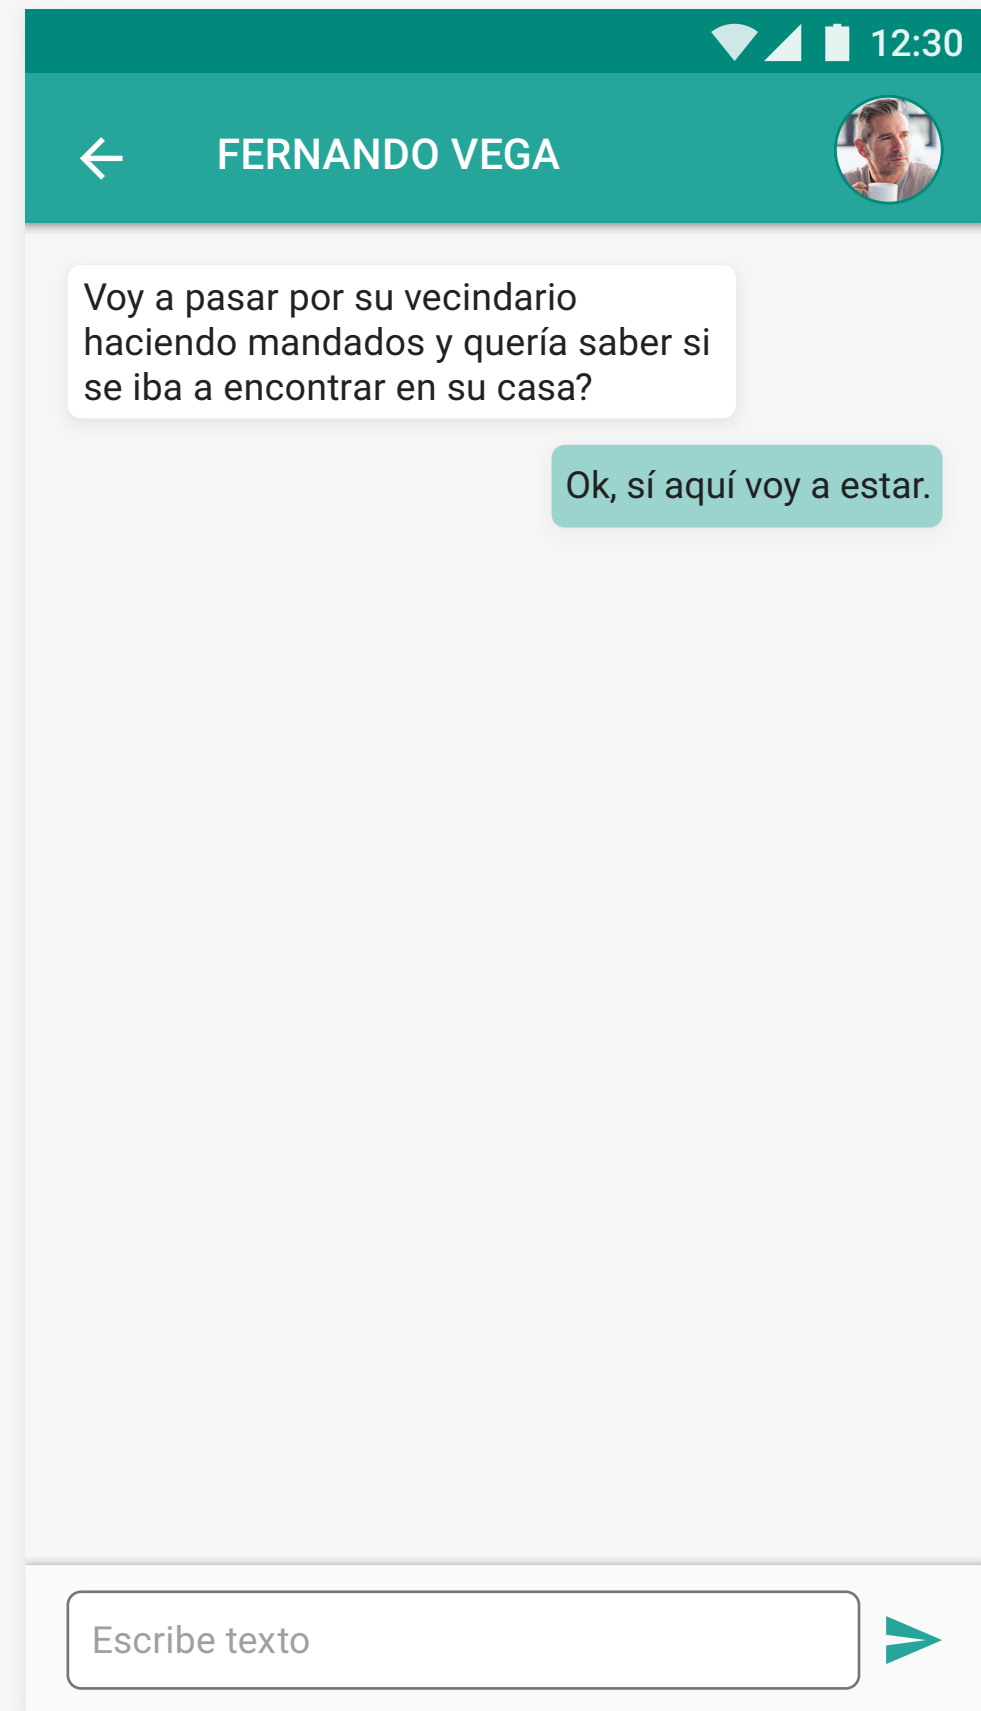 12:30
FERNANDO VEGA
Voy a pasar por su vecindario
haciendo mandados y quería saber si
se iba a encontrar en su casa?
Ok, sí aquí voy a estar.
Escribe texto